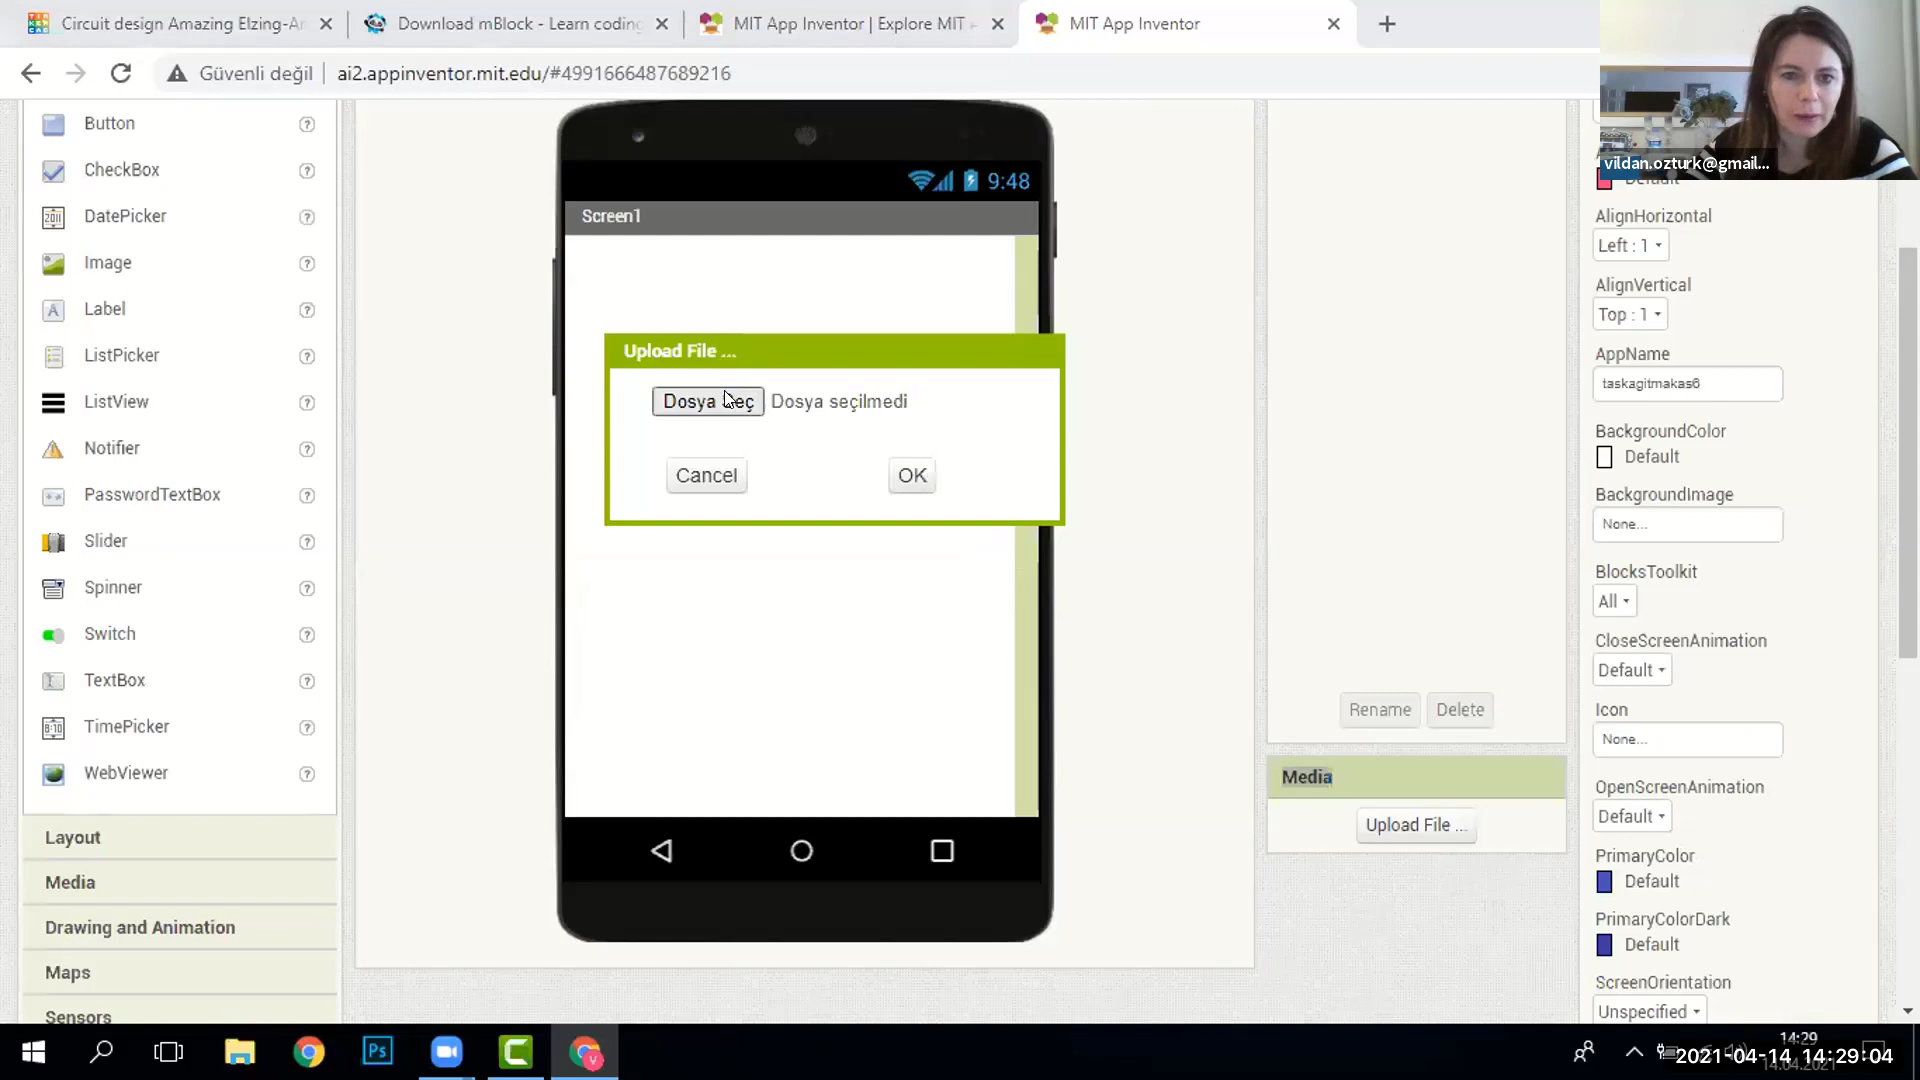 Circuit design Amazing Elzing-Ar
Download mBlock - Learn coding
MIT App Inventor | Explore MIT
MIT App Inventor
Güvenli değil
ai2.appinventor.mit.edu/#4991666487689216
vildan.ozturk@gmail...
Button
CheckBox
DatePicker
Image
Label
ListPicker
ListView
Notifier
PasswordTextBox
Slider
Spinner
Switch
TextBox
TimePicker
WebViewer
Layout
Media
Drawing and Animation
Maps
Sensors
9:48
Screen1
Upload File ...
Dosya Seç
Dosya seçilmedi
Cancel
OK
Rename
Delete
Media
Upload File ...
Default
AlignHorizontal
Left : 1
AlignVertical
Top : 1
AppName
taskagitmakas6
BackgroundColor
Default
BackgroundImage
None...
BlocksToolkit
All
CloseScreenAnimation
Default
Icon
None...
OpenScreenAnimation
Default
PrimaryColor
Default
PrimaryColorDark
Default
ScreenOrientation
Unspecified
Ps
14:29
14.04.2021
2021-04-14 14:29:04